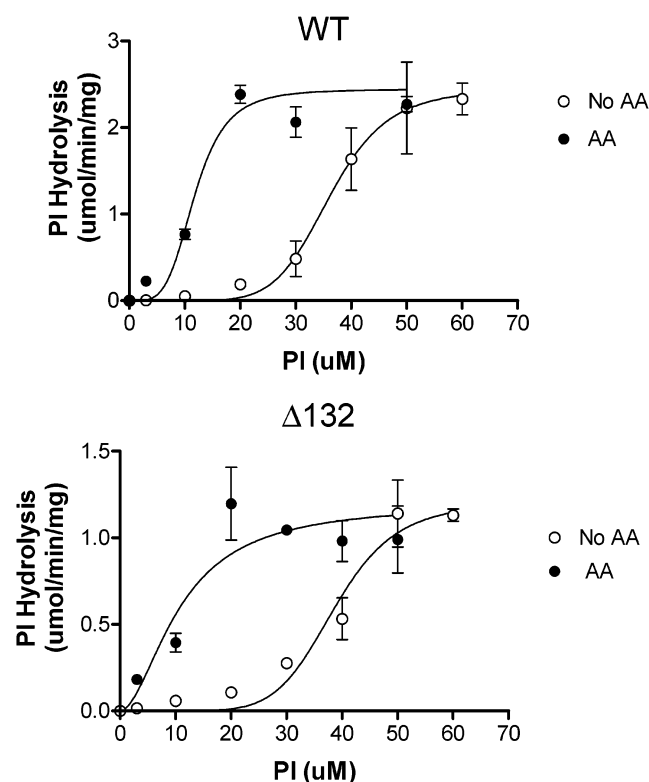 WT
3
2
1
0
0 10 20 30 40 50 60 70
PI Hydrolysis
(umol/min/mg)
PI (uM)
No AA
AA
Δ132
1.5
1.0
0.5
0.0
0 10 20 30 40 50 60 70
PI Hydrolysis
(umol/min/mg)
PI (uM)
No AA
AA